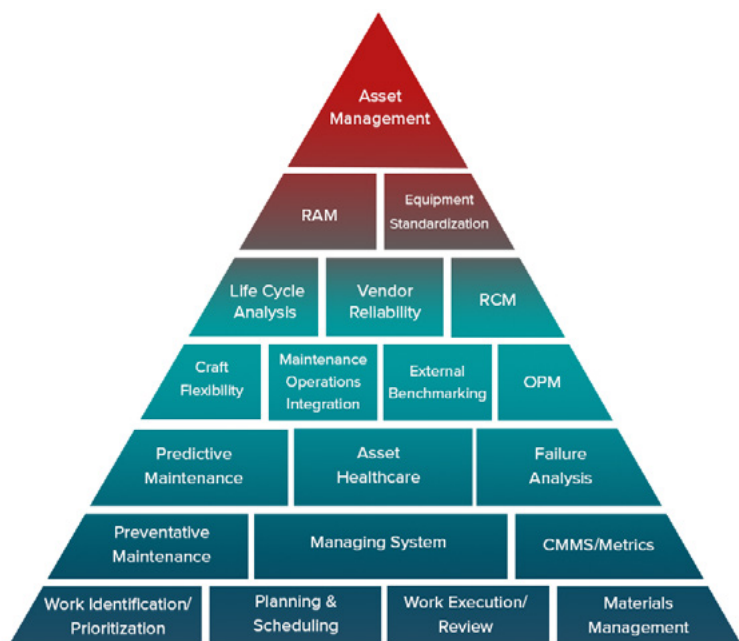 Asset
Management
RAM
Equipment
Standardization
Life Cycle
Analysis
Vendor
Reliability
RCM
Craft
Flexibility
Maintenance
Operations
Integration
External
Benchmarking
OPM
Predictive
Maintenance
Asset
Healthcare
Failure
Analysis
Preventative
Maintenance
Managing System
CMMS/Metrics
Work Identification/
Prioritization
Planning &
Scheduling
Work Execution/
Review
Materials
Management